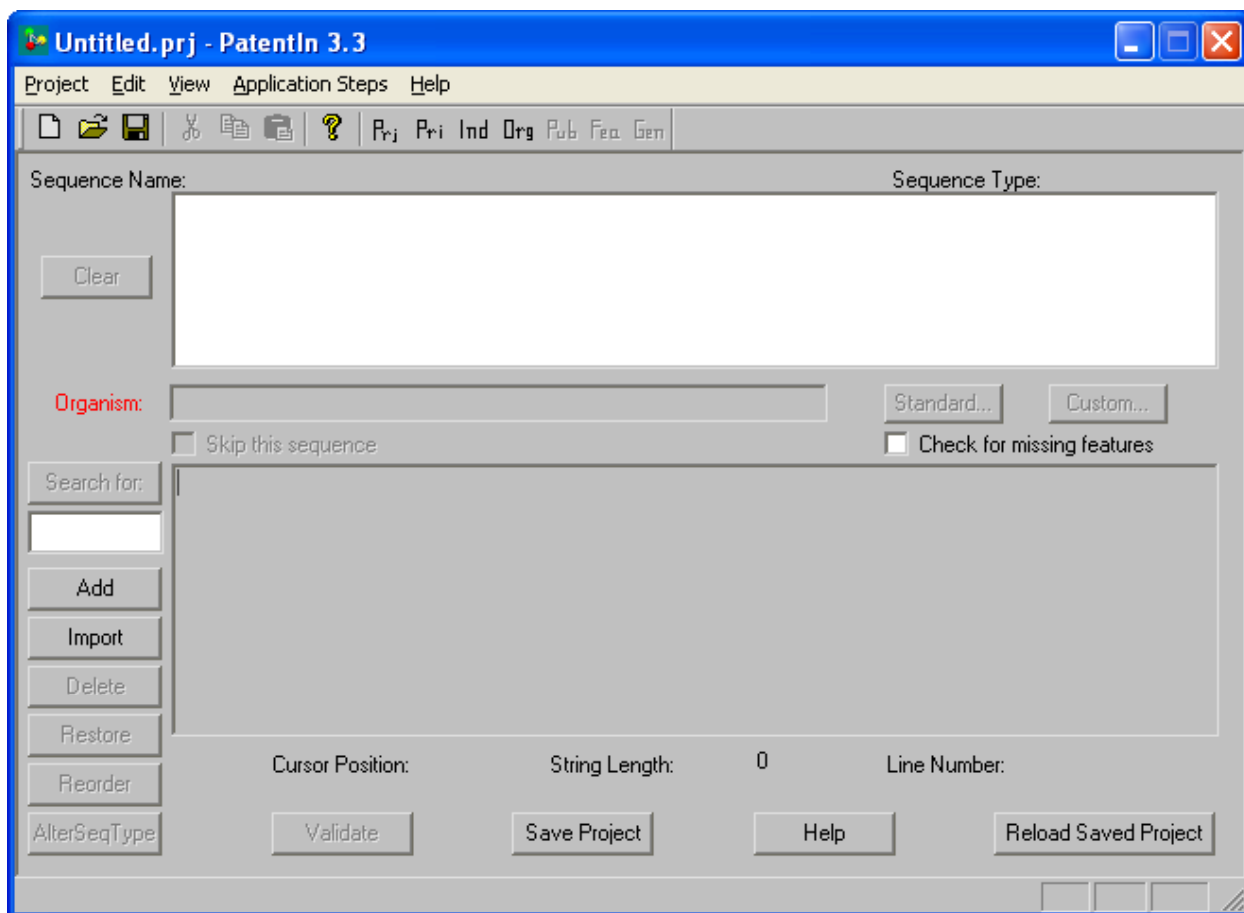 Untitled.prj - PatentIn 3.3
Project Edit View Application Steps Help
Prj Pri Ind Org Pub Fea Gen
Sequence Name: Sequence Type:
Clear
Organism: Standard... Custom...
Skip this sequence Check for missing features
Search for:
Add
Import
Delete
Restore
Cursor Position: String Length: 0 Line Number:
Reorder
AlterSeqType Validate Save Project Help Reload Saved Project